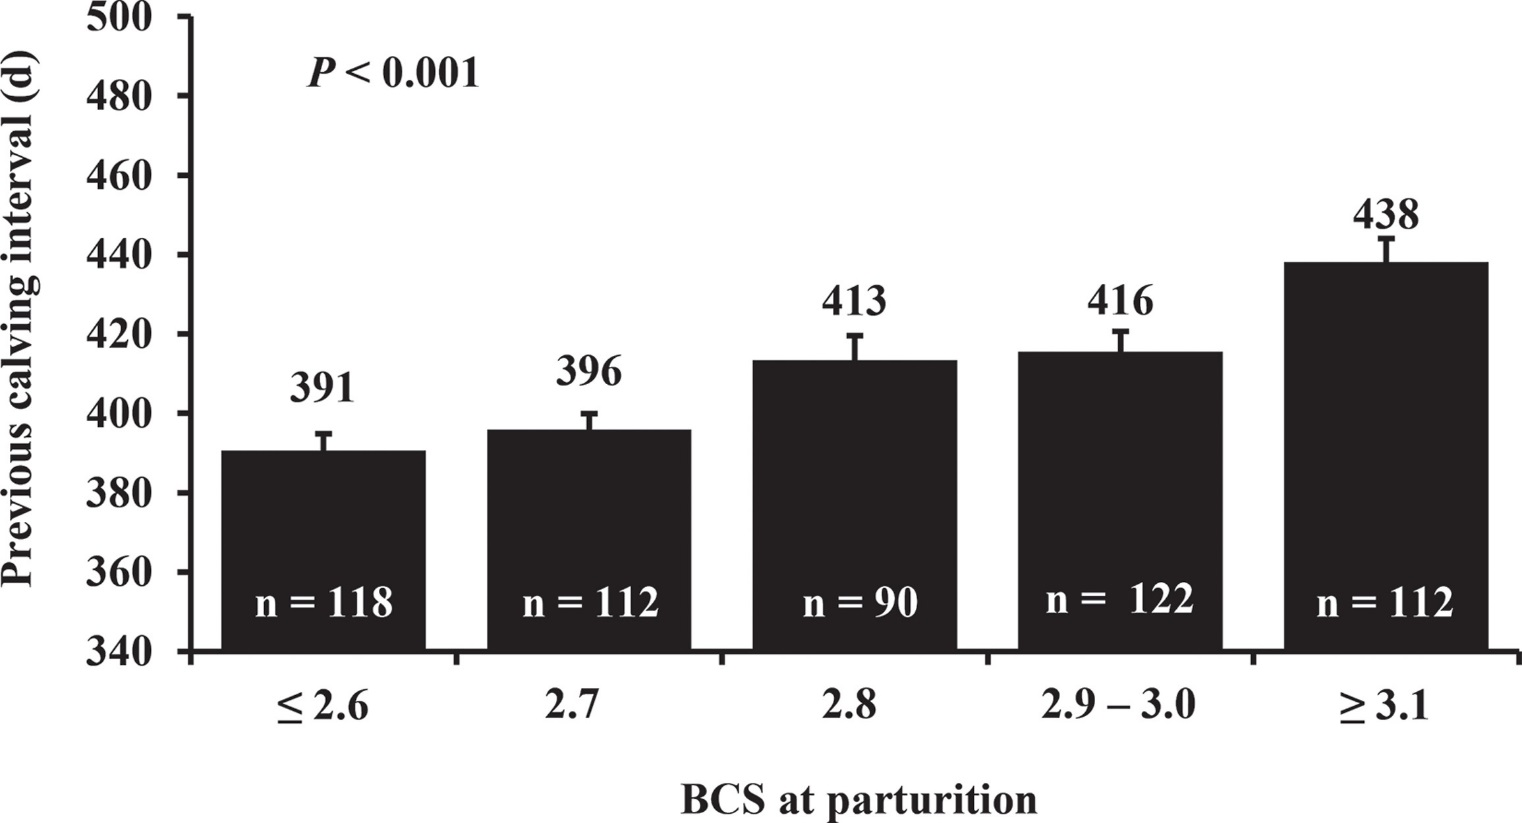 500
480
460
440
420
400
380
360
340
Previous calving interval (d)
P < 0.001
391
396
413
416
438
n = 118
n = 112
n = 90
n = 122
n = 112
≤ 2.6
2.7
2.8
2.9 – 3.0
≥ 3.1
BCS at parturition